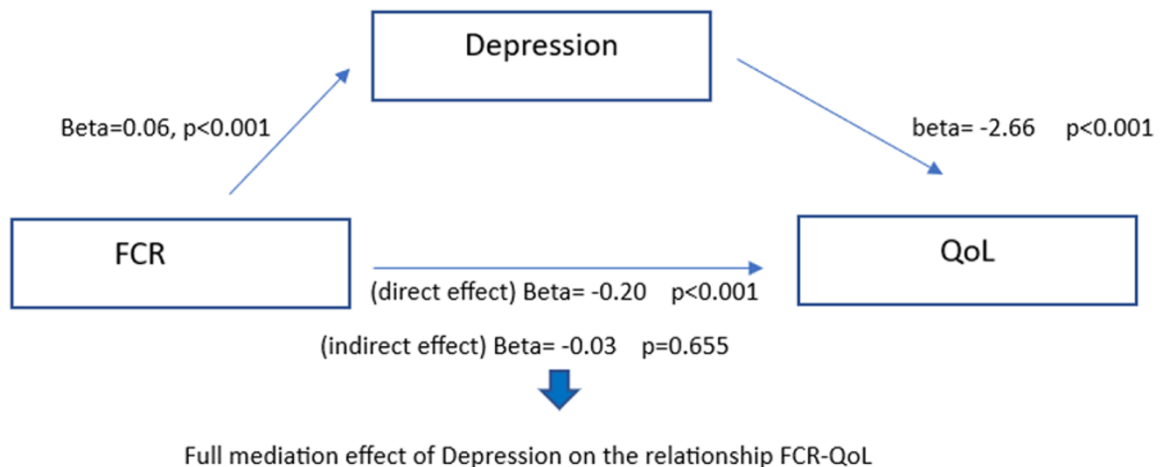 Depression
Beta=0.06, p<0.001
beta= -2.66 p<0.001
FCR
QoL
(direct effect) Beta= -0.20 p<0.001
(indirect effect) Beta= -0.03 p=0.655
Full mediation effect of Depression on the relationship FCR-QoL